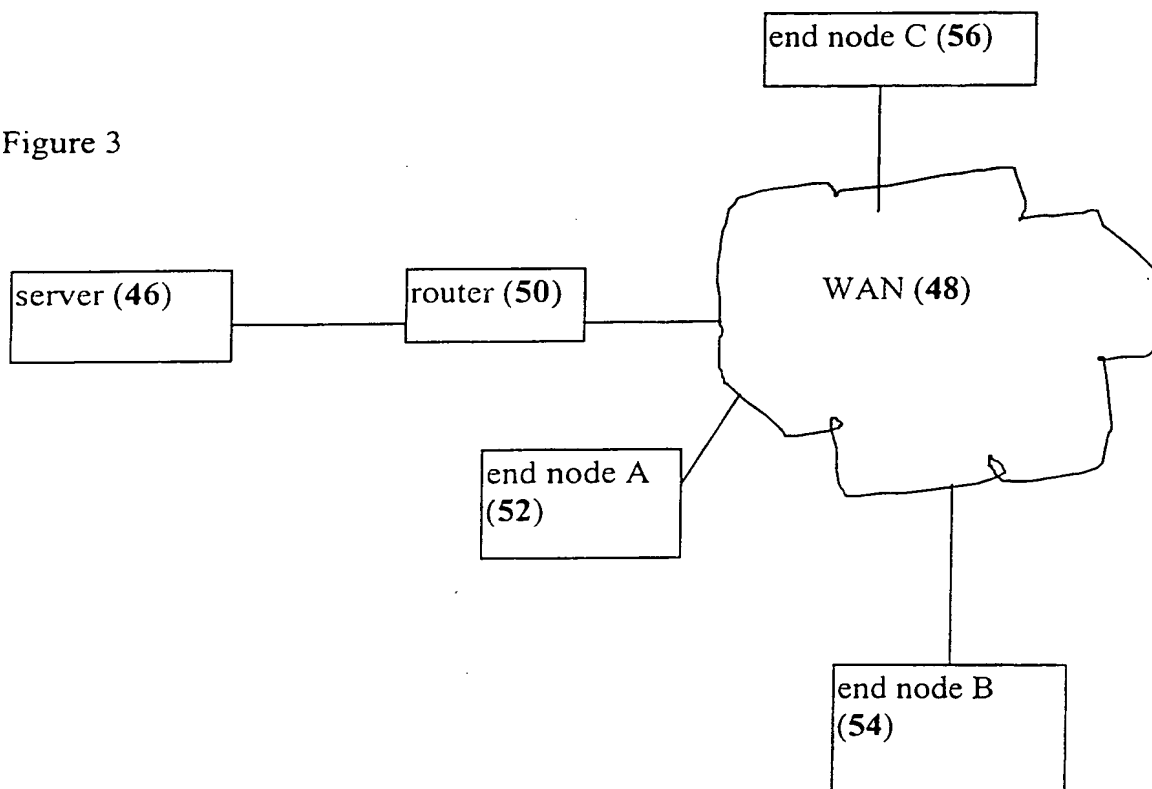 end node C (56)
Figure 3
server (46)
router (50)
WAN (48)
end node A
(52)
end node B
(54)